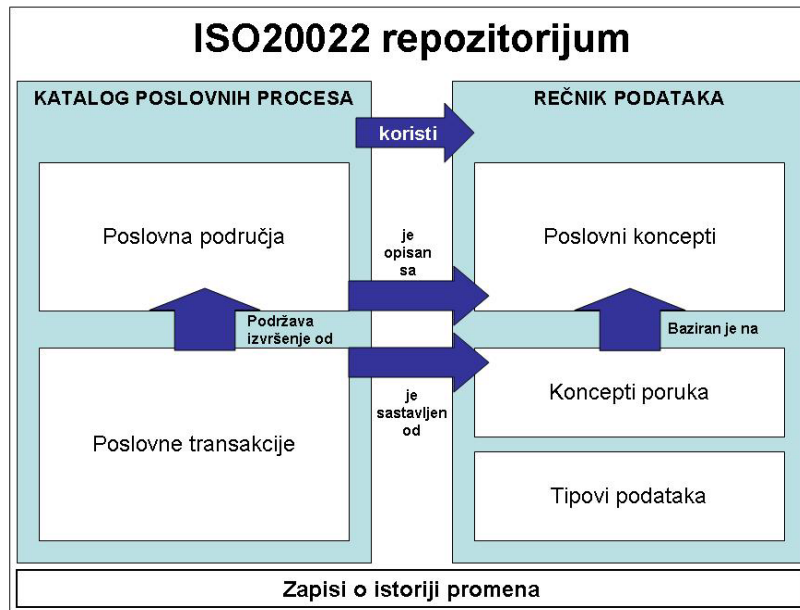 ISO20022 repozitorijum
KATALOG POSLOVNIH PROCESA
REČNIK PODATAKA
koristi
Poslovna područja
je
opisan
sa
Poslovni koncepti
Podržava
izvršenje od
Baziran je na
Poslovne transakcije
je
sastavljen
od
Koncepti poruka
Tipovi podataka
Zapisi o istoriji promena